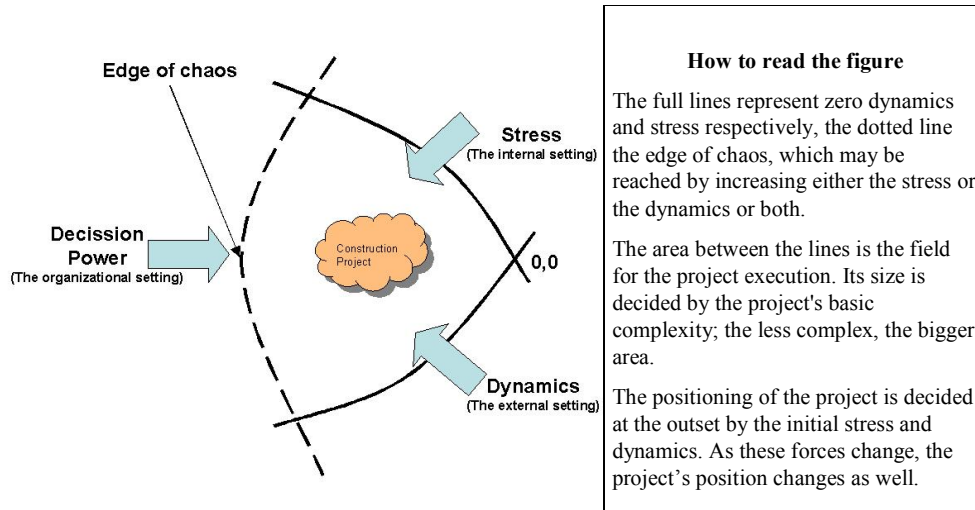 Edge of chaos
Stress
(The internal setting)
Decission
Power
(The organizational setting)
Construction
Project
0,0
Dynamics
(The external setting)
How to read the figure
The full lines represent zero dynamics
and stress respectively, the dotted line
the edge of chaos, which may be
reached by increasing either the stress or
the dynamics or both.
The area between the lines is the field
for the project execution. Its size is
decided by the project's basic
complexity; the less complex, the bigger
area.
The positioning of the project is decided
at the outset by the initial stress and
dynamics. As these forces change, the
project’s position changes as well.